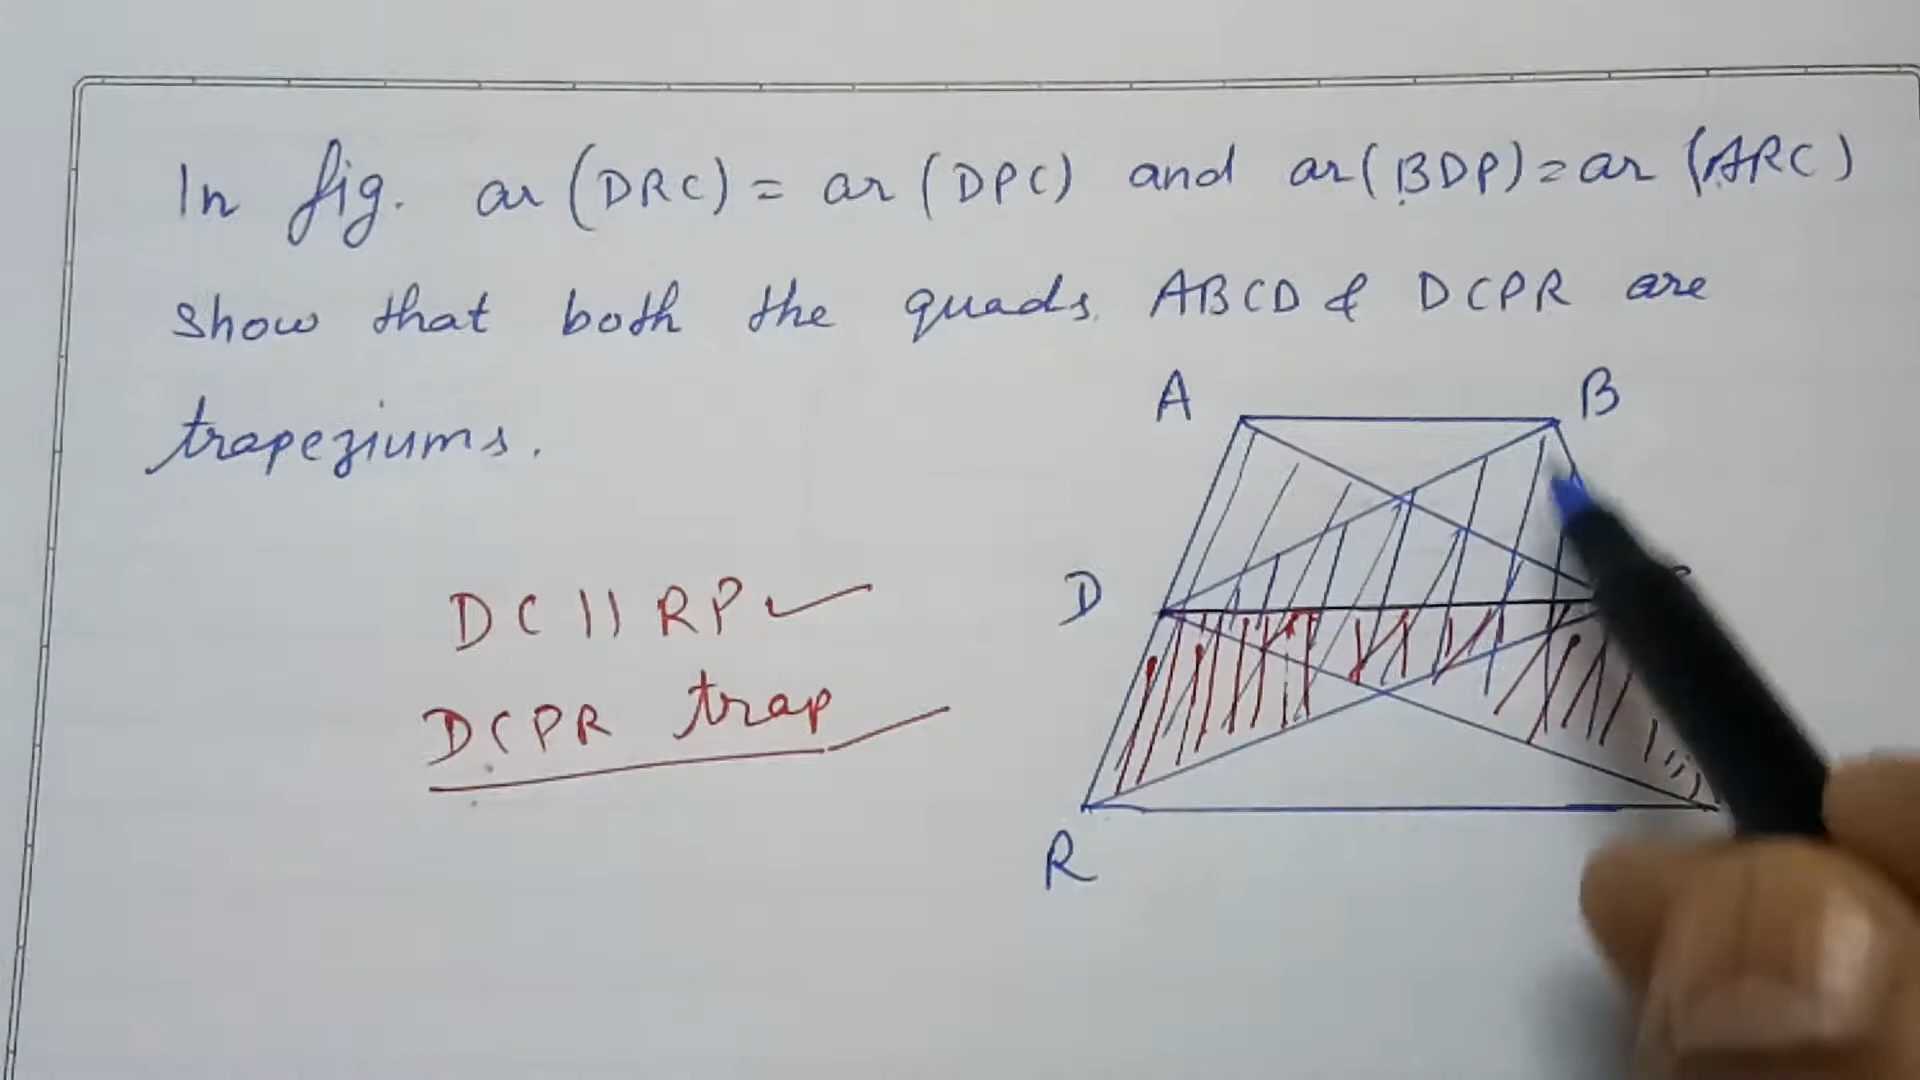 In fig. ar (DRC) = ar (DPC) and ar (BDP) = ar (ARC)
show that both the quads. ABCD & DCPR are
trapeziums.
A
B
D
DC || RP ✓
DCPR trap
R